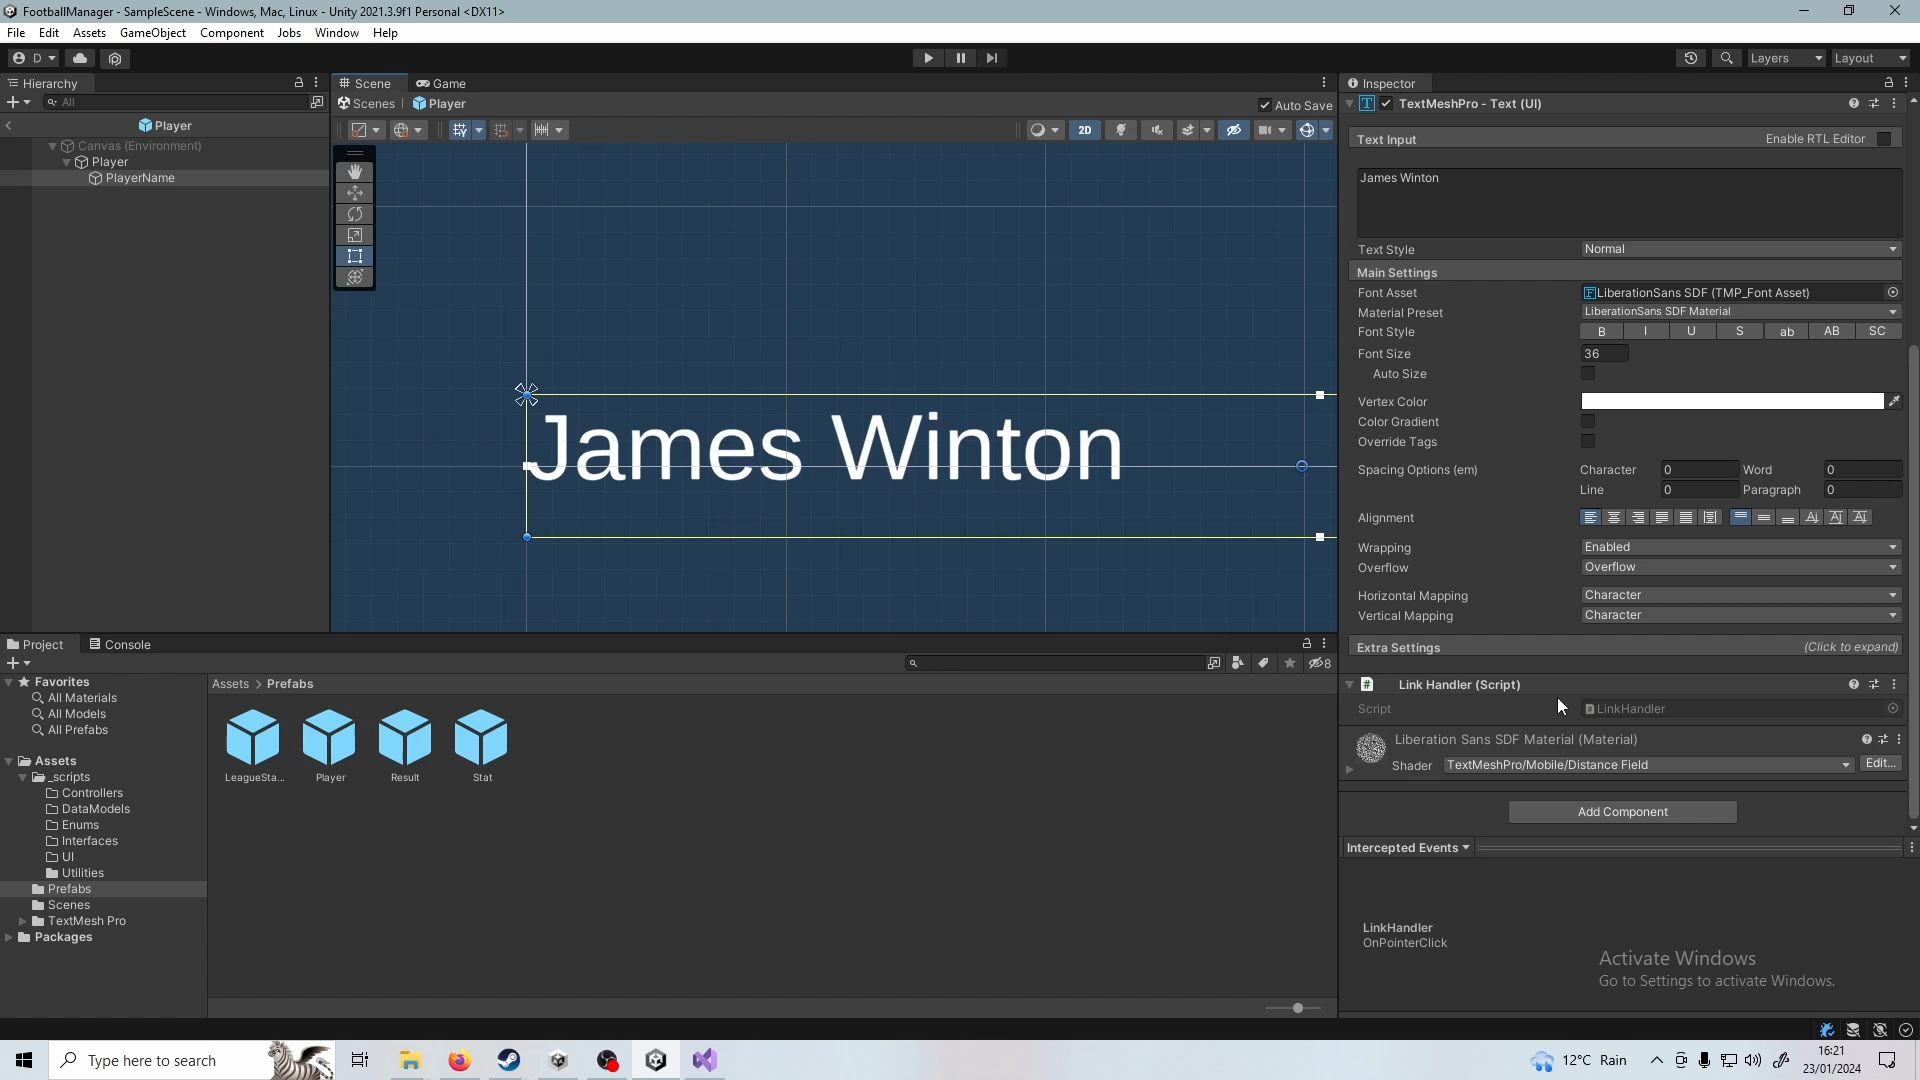 FootballManager - SampleScene - Windows, Mac, Linux - Unity 2021.3.9f1 Personal <DX11>
File Edit Assets GameObject Component Jobs Window Help
D Layers Layout
Hierarchy
All
Player
Canvas (Environment)
Player
PlayerName
Scene Game
Scenes Player Auto Save
2D
James Winton
Inspector
TextMeshPro - Text (UI)
Text Input Enable RTL Editor
James Winton
Text Style Normal
Main Settings
Font Asset LiberationSans SDF (TMP_Font Asset)
Material Preset LiberationSans SDF Material
Font Style B I U S ab AB SC
Font Size 36
Auto Size
Vertex Color
Color Gradient
Override Tags
Spacing Options (em) Character 0 Word 0
Line 0 Paragraph 0
Alignment
Wrapping Enabled
Overflow Overflow
Horizontal Mapping Character
Vertical Mapping Character
Extra Settings (Click to expand)
# Link Handler (Script)
Script LinkHandler
Liberation Sans SDF Material (Material)
Shader TextMeshPro/Mobile/Distance Field Edit...
Add Component
Intercepted Events
LinkHandler
OnPointerClick
Activate Windows
Go to Settings to activate Windows.
Project Console
8
Favorites
All Materials
All Models
All Prefabs
Assets
_scripts
Controllers
DataModels
Enums
Interfaces
UI
Utilities
Prefabs
Scenes
TextMesh Pro
Packages
Assets > Prefabs
LeagueSta... Player Result Stat
Type here to search
12°C Rain
16:21
23/01/2024